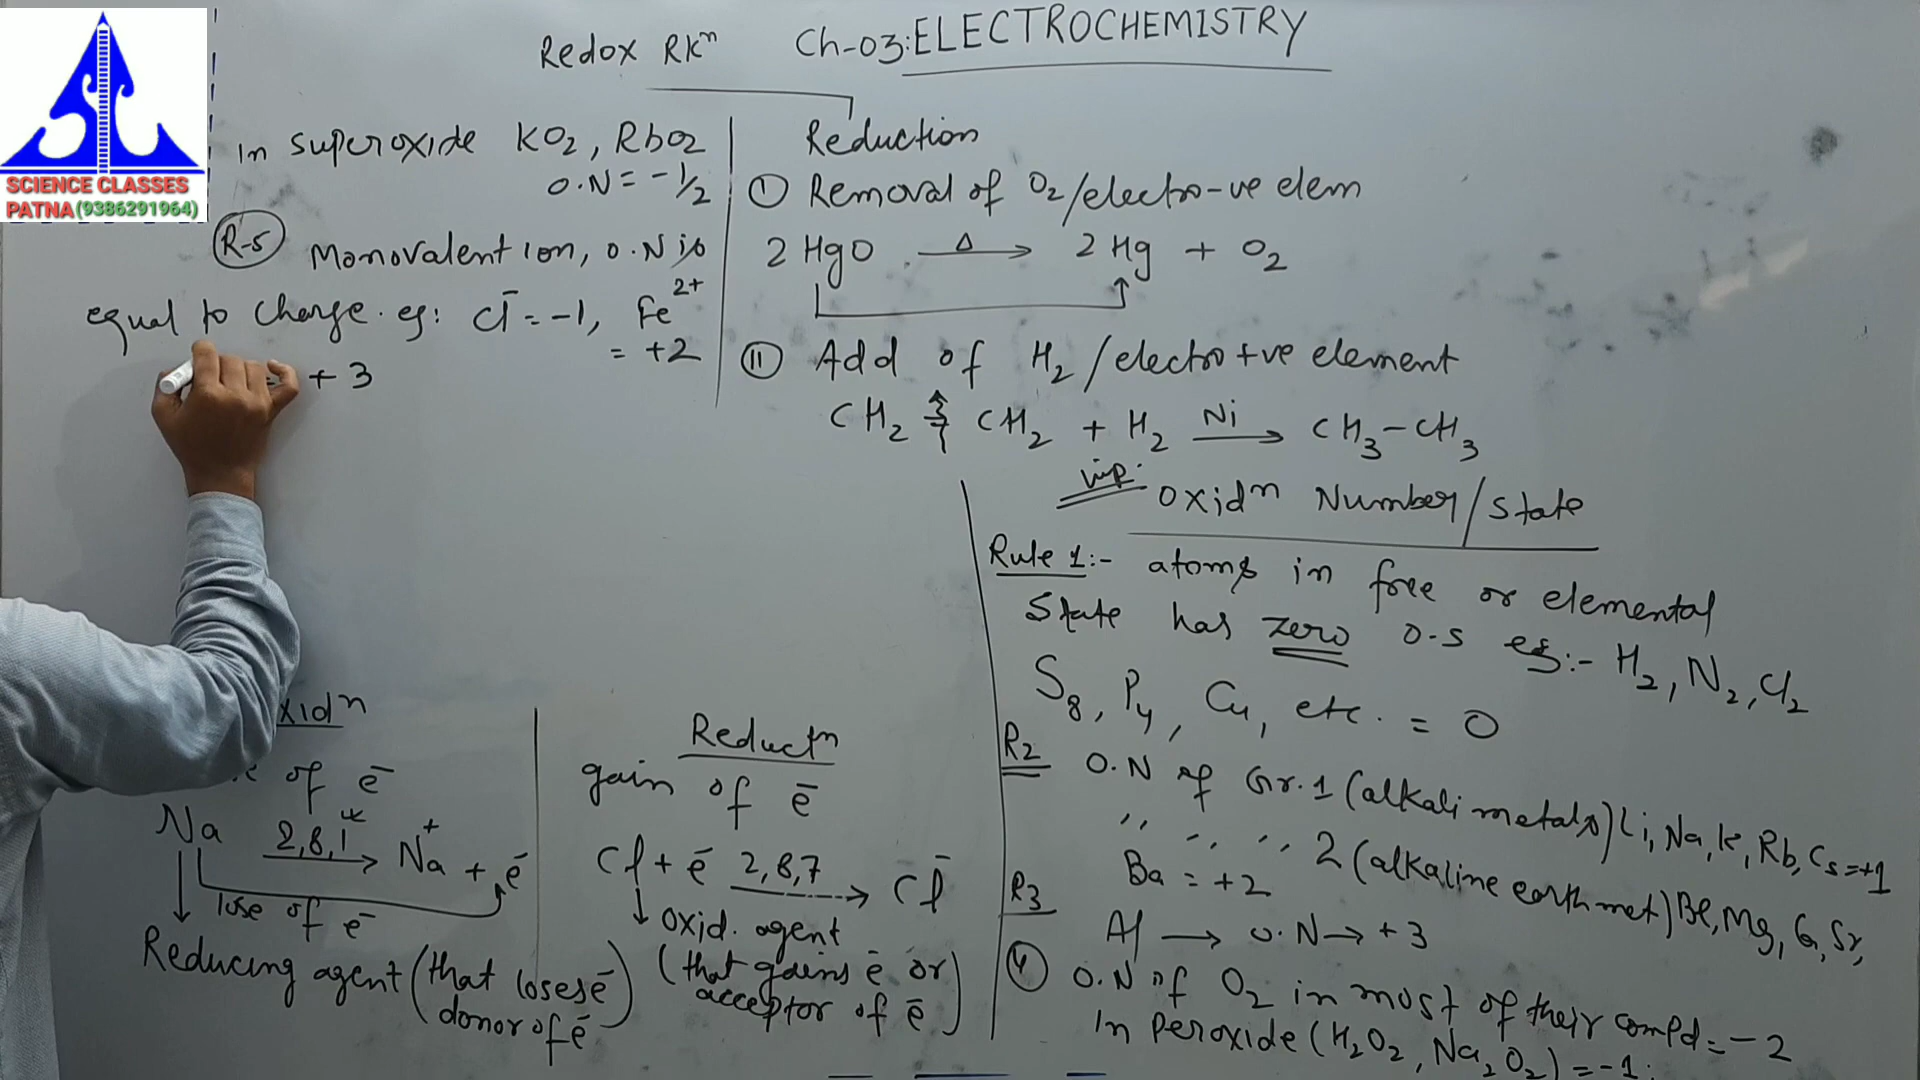 SCIENCE CLASSES
PATNA (9386291964)
Redox Rxⁿ Ch-03: ELECTROCHEMISTRY
In superoxide KO₂, RbO₂
O.N = -1/2
R-5 Monovalent ion, O.N is
equal to charge. eg: Cl⁻ = -1, Fe²⁺
= +2
= +3
Reduction
① Removal of O₂/electro-ve elem
2HgO Δ→ 2Hg + O₂
② Add of H₂/electro+ve element
CH₂ = CH₂ + H₂ Ni→ CH₃-CH₃
imp.
Oxidⁿ Number/State
Rule 1:- atoms in free or elemental
State has zero O.S eg:- H₂, N₂, Cl₂
S₈, P₄, Cu, etc. = 0
R2 O.N of Gr.1 (alkali metals) Li, Na, K, Rb, Cs = +1
,, ,, ,, 2 (alkaline earth met) Be, Mg, Ca, Sr,
Ba = +2
R3 Al → O.N → +3
④ O.N of O₂ in most of their compd = -2
In peroxide (H₂O₂, Na₂O₂) = -1
xidⁿ
of e⁻
Na 2,8,1→ Na⁺ + e⁻
lose of e⁻
Reducing agent (that loses e⁻
donor of e⁻)
Reductⁿ
gain of e⁻
Cl + e⁻ 2,8,7→ Cl⁻
Oxid. agent
(that gains e⁻ or
acceptor of e⁻)